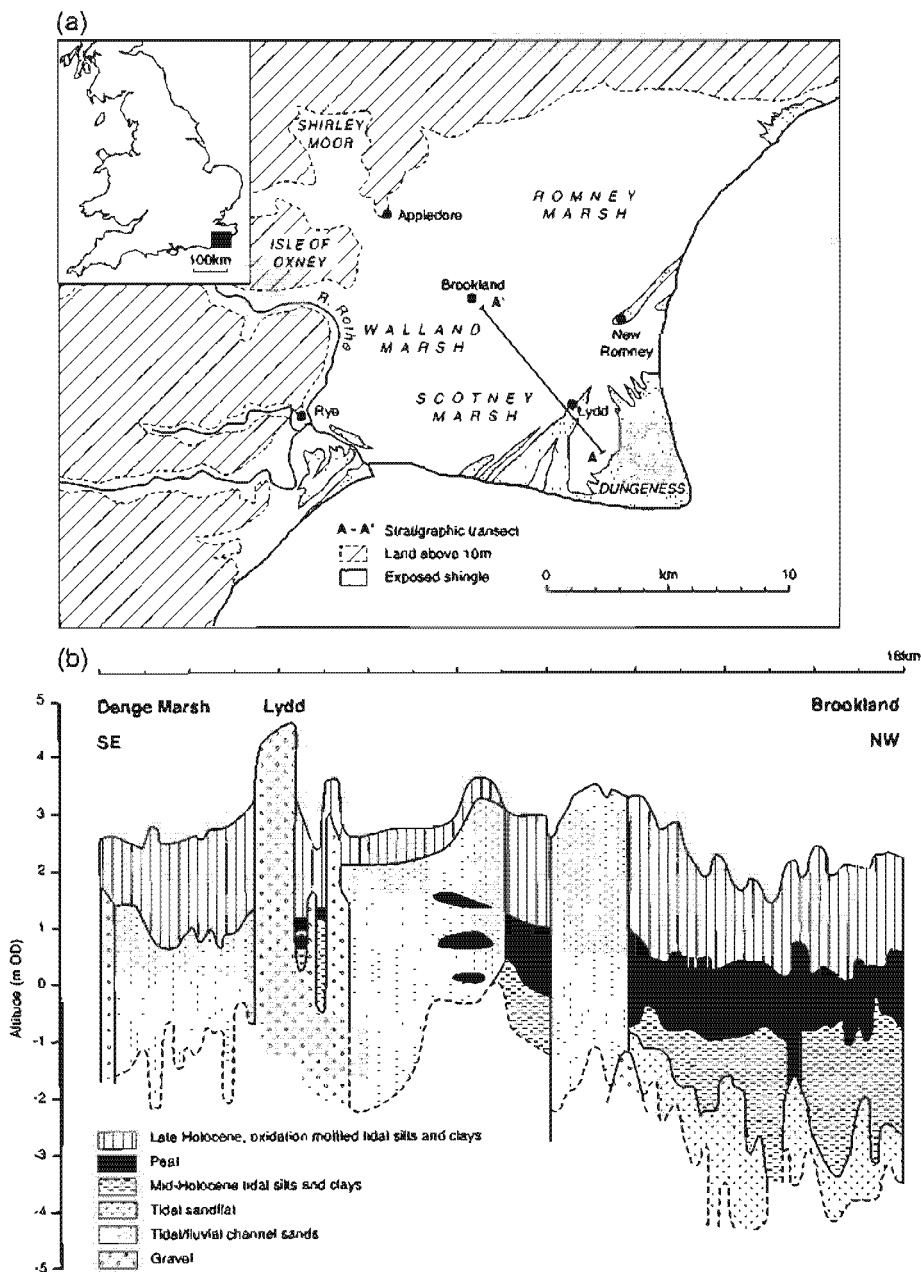 (a)
SHIRLEY
MOOR
ROMNEY
MARSH
Appledore
ISLE OF
OXNEY
100km
Brookland
A'
R. Rothe
WALLAND
MARSH
New
Romney
SCOTNEY
MARSH
Lydd
Rye
A
DUNGENESS
A - A' Stratigraphic transect
Land above 10m
Exposed shingle
0 km 10
(b)
18km
Denge Marsh Lydd Brookland
SE NW
Altitude (m OD)
5
4
3
2
1
0
-1
-2
-3
-4
-5
Late Holocene, oxidation mottled tidal silts and clays
Peat
Mid-Holocene tidal silts and clays
Tidal sandflat
Tidal/fluvial channel sands
Gravel